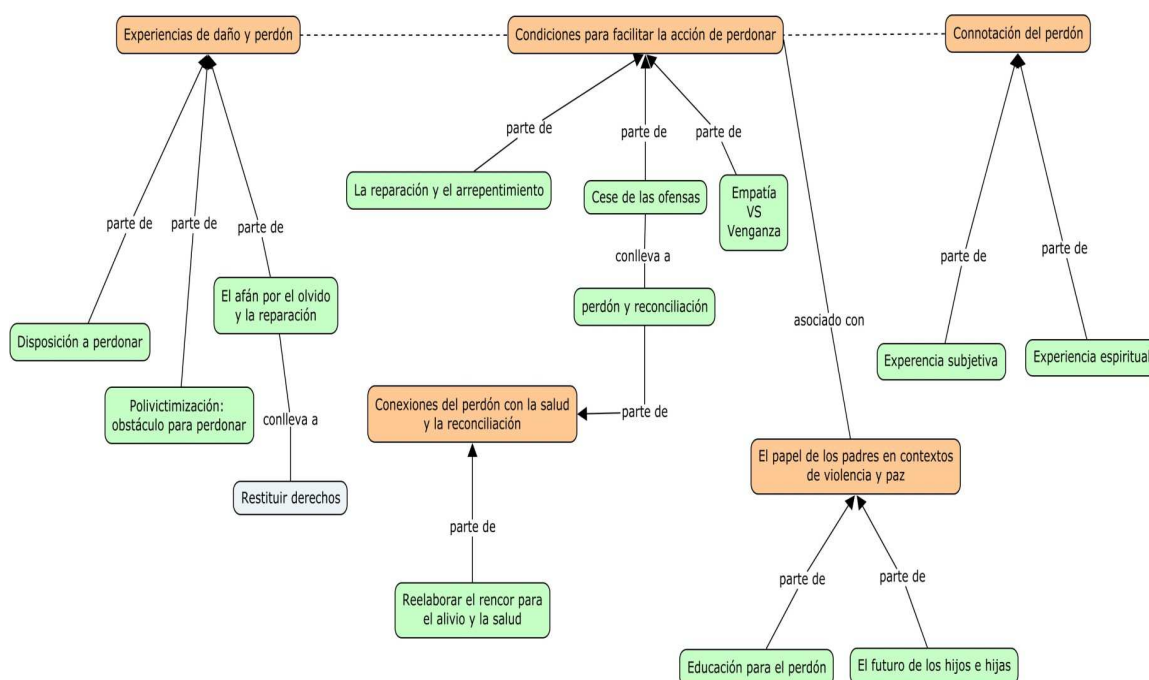 Experiencias de daño y perdón
Condiciones para facilitar la acción de perdonar
Connotación del perdón
parte de
parte de
parte de
La reparación y el arrepentimiento
Cese de las ofensas
Empatía
VS
Venganza
parte de
parte de
parte de
conlleva a
parte de
parte de
El afán por el olvido
y la reparación
perdón y reconciliación
asociado con
Disposición a perdonar
Experencia subjetiva
Experiencia espiritual
Polivictimización:
obstáculo para perdonar
conlleva a
Conexiones del perdón con la salud
y la reconciliación
parte de
El papel de los padres en contextos
de violencia y paz
Restituir derechos
parte de
parte de
parte de
Reelaborar el rencor para
el alivio y la salud
Educación para el perdón
El futuro de los hijos e hijas